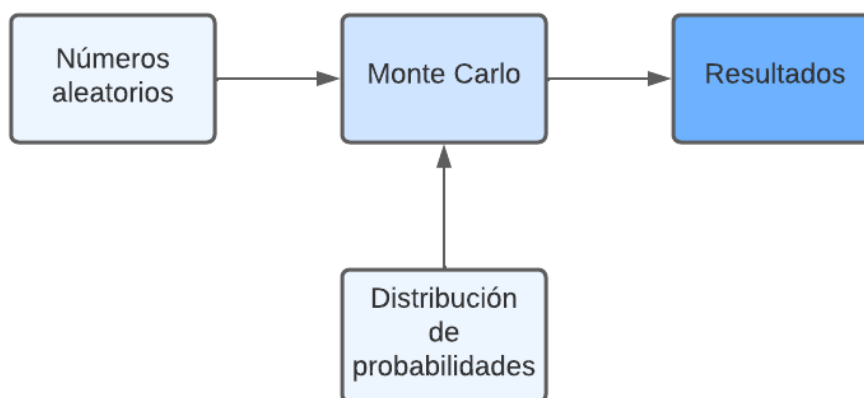 Números
aleatorios
Monte Carlo
Resultados
Distribución
de
probabilidades